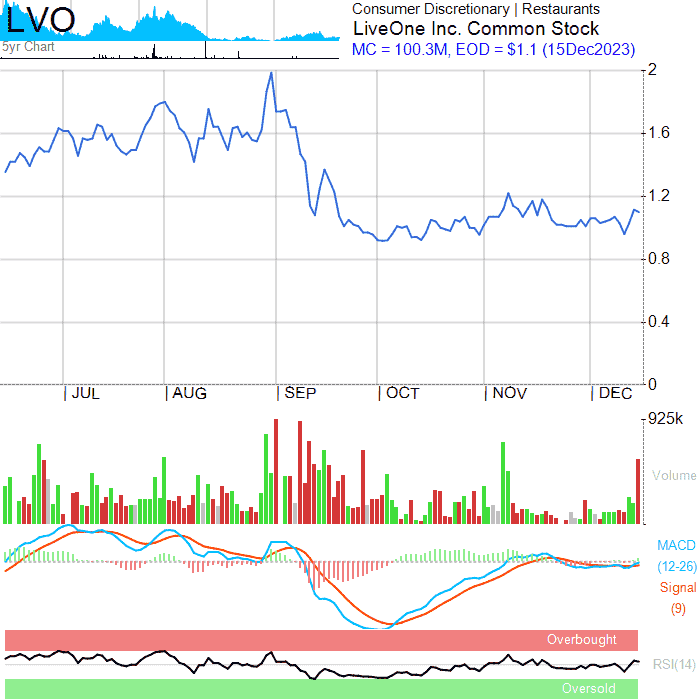 LVO
5yr Chart
Consumer Discretionary | Restaurants
LiveOne Inc. Common Stock
MC = 100.3M, EOD = $1.1 (15Dec2023)
2
1.6
1.2
0.8
0.4
0
| JUL | AUG | SEP | OCT | NOV | DEC
925k
Volume
MACD
(12-26)
Signal
(9)
Overbought
RSI(14)
Oversold